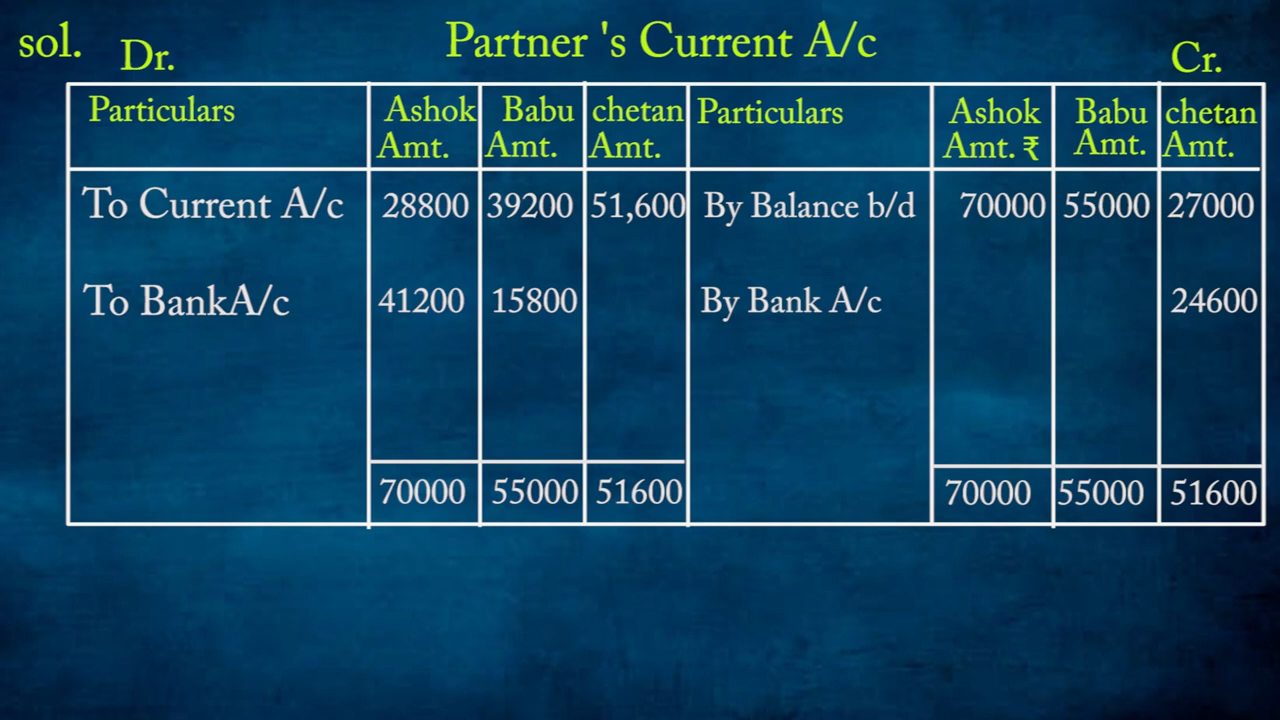 sol. Dr. Partner 's Current A/c Cr.
Particulars Ashok Amt. Babu Amt. chetan Amt. Particulars Ashok Amt. ₹ Babu Amt. chetan Amt.
To Current A/c 28800 39200 51,600 By Balance b/d 70000 55000 27000
To BankA/c 41200 15800 By Bank A/c 24600
70000 55000 51600 70000 55000 51600